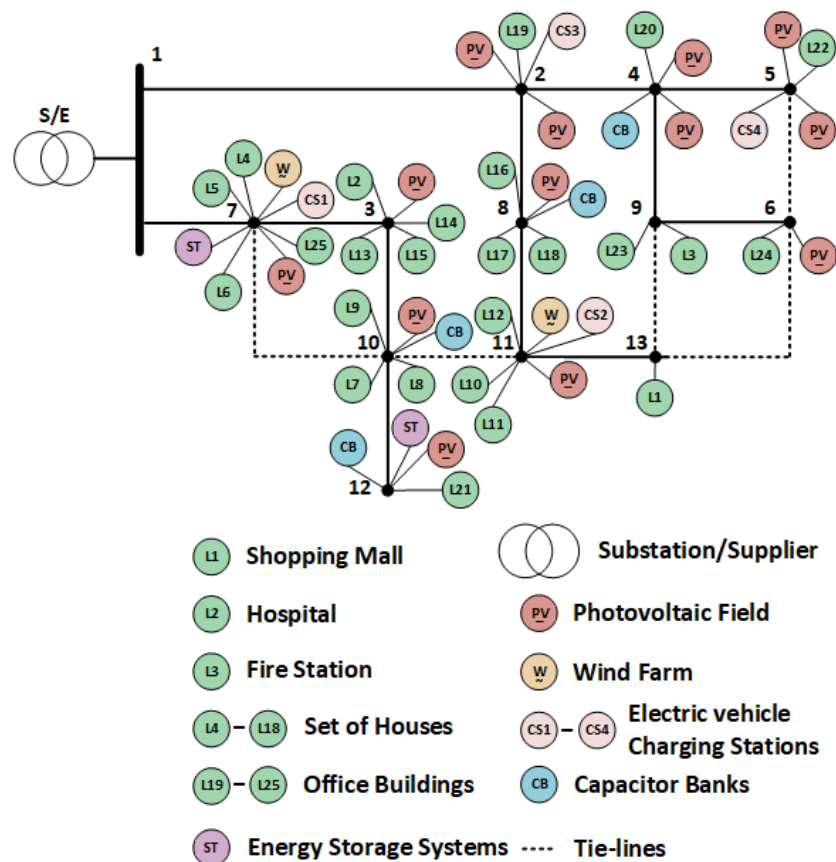 1
S/E
L19
CS3
PV
2
PV
L20
PV
4
CB
PV
PV
L22
5
CS4
PV
L4
W
L5
CS1
7
ST
L25
L6
PV
L2
PV
3
L14
L13
L15
L16
PV
CB
8
L17
L18
9
L23
L3
6
L24
PV
L9
PV
CB
10
L7
L8
L12
W
CS2
11
L10
PV
L11
13
L1
CB
ST
PV
12
L21
L1 Shopping Mall
Substation/Supplier
L2 Hospital
PV Photovoltaic Field
L3 Fire Station
W Wind Farm
L4 – L18 Set of Houses
CS1 – CS4 Electric vehicle
Charging Stations
L19 – L25 Office Buildings
CB Capacitor Banks
ST Energy Storage Systems
Tie-lines